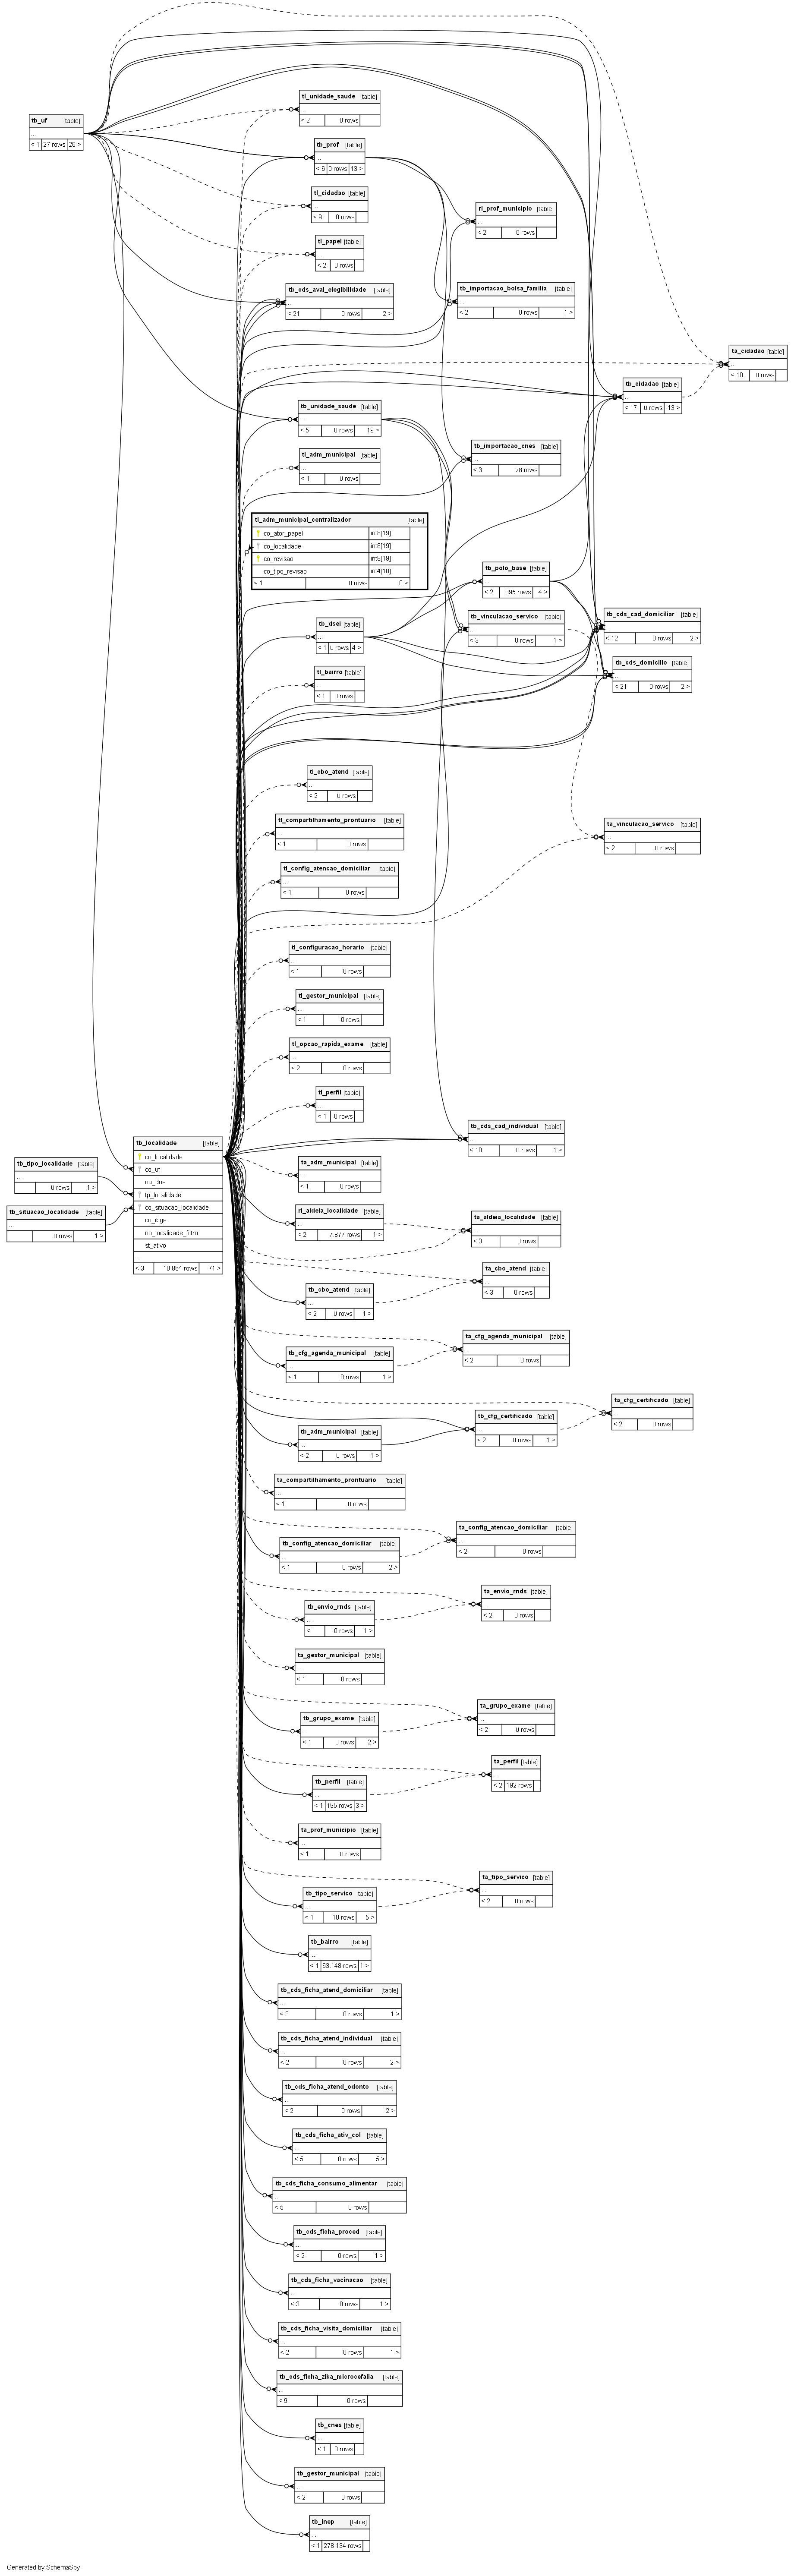 tl_unidade_saude [table]
...
< 2 0 rows
tb_uf [table]
...
< 1 27 rows 26 >
tb_prof [table]
...
< 6 0 rows 13 >
tl_cidadao [table]
...
< 9 0 rows
rl_prof_municipio [table]
...
< 2 0 rows
tl_papel [table]
...
< 2 0 rows
tb_cds_aval_elegibilidade [table]
...
< 21 0 rows 2 >
tb_importacao_bolsa_familia [table]
...
< 2 0 rows 1 >
ta_cidadao [table]
...
< 10 0 rows
tb_cidadao [table]
...
< 17 0 rows 13 >
tb_unidade_saude [table]
...
< 5 0 rows 19 >
tb_importacao_cnes [table]
...
< 3 28 rows
tl_adm_municipal [table]
...
< 1 0 rows
tl_adm_municipal_centralizador [table]
co_ator_papel int8[19]
co_localidade int8[19]
co_revisao int8[19]
co_tipo_revisao int4[10]
< 1 0 rows 0 >
tb_polo_base [table]
...
< 2 395 rows 4 >
tb_dsei [table]
...
< 1 0 rows 4 >
tb_vinculacao_servico [table]
...
< 3 0 rows 1 >
tb_cds_cad_domiciliar [table]
...
< 12 0 rows 2 >
tl_bairro [table]
...
< 1 0 rows
tb_cds_domicilio [table]
...
< 21 0 rows 2 >
tl_cbo_atend [table]
...
< 2 0 rows
tl_compartilhamento_prontuario [table]
...
< 1 0 rows
ta_vinculacao_servico [table]
...
< 2 0 rows
tl_config_atencao_domiciliar [table]
...
< 1 0 rows
tl_configuracao_horario [table]
...
< 1 0 rows
tl_gestor_municipal [table]
...
< 1 0 rows
tl_opcao_rapida_exame [table]
...
< 2 0 rows
tl_perfil [table]
...
< 1 0 rows
tb_cds_cad_individual [table]
...
< 10 0 rows 1 >
tb_localidade [table]
co_localidade
co_uf
nu_dne
tp_localidade
co_situacao_localidade
co_ibge
no_localidade_filtro
st_ativo
...
< 3 10.864 rows 71 >
tb_tipo_localidade [table]
...
0 rows 1 >
tb_situacao_localidade [table]
...
0 rows 1 >
ta_adm_municipal [table]
...
< 1 0 rows
rl_aldeia_localidade [table]
...
< 2 7.877 rows 1 >
ta_aldeia_localidade [table]
...
< 3 0 rows
ta_cbo_atend [table]
...
< 3 0 rows
tb_cbo_atend [table]
...
< 2 0 rows 1 >
ta_cfg_agenda_municipal [table]
...
< 2 0 rows
tb_cfg_agenda_municipal [table]
...
< 1 0 rows 1 >
ta_cfg_certificado [table]
...
< 2 0 rows
tb_cfg_certificado [table]
...
< 2 0 rows 1 >
tb_adm_municipal [table]
...
< 2 0 rows 1 >
ta_compartilhamento_prontuario [table]
...
< 1 0 rows
ta_config_atencao_domiciliar [table]
...
< 2 0 rows
tb_config_atencao_domiciliar [table]
...
< 1 0 rows 2 >
ta_envio_rnds [table]
...
< 2 0 rows
tb_envio_rnds [table]
...
< 1 0 rows 1 >
ta_gestor_municipal [table]
...
< 1 0 rows
ta_grupo_exame [table]
...
< 2 0 rows
tb_grupo_exame [table]
...
< 1 0 rows 2 >
ta_perfil [table]
...
< 2 192 rows
tb_perfil [table]
...
< 1 195 rows 3 >
ta_prof_municipio [table]
...
< 1 0 rows
ta_tipo_servico [table]
...
< 2 0 rows
tb_tipo_servico [table]
...
< 1 10 rows 5 >
tb_bairro [table]
...
< 1 63.148 rows 1 >
tb_cds_ficha_atend_domiciliar [table]
...
< 3 0 rows 1 >
tb_cds_ficha_atend_individual [table]
...
< 2 0 rows 2 >
tb_cds_ficha_atend_odonto [table]
...
< 2 0 rows 2 >
tb_cds_ficha_ativ_col [table]
...
< 5 0 rows 5 >
tb_cds_ficha_consumo_alimentar [table]
...
< 5 0 rows
tb_cds_ficha_proced [table]
...
< 2 0 rows 1 >
tb_cds_ficha_vacinacao [table]
...
< 3 0 rows 1 >
tb_cds_ficha_visita_domiciliar [table]
...
< 2 0 rows 1 >
tb_cds_ficha_zika_microcefalia [table]
...
< 9 0 rows
tb_cnes [table]
...
< 1 0 rows
tb_gestor_municipal [table]
...
< 2 0 rows
tb_inep [table]
...
< 1 278.134 rows
Generated by SchemaSpy